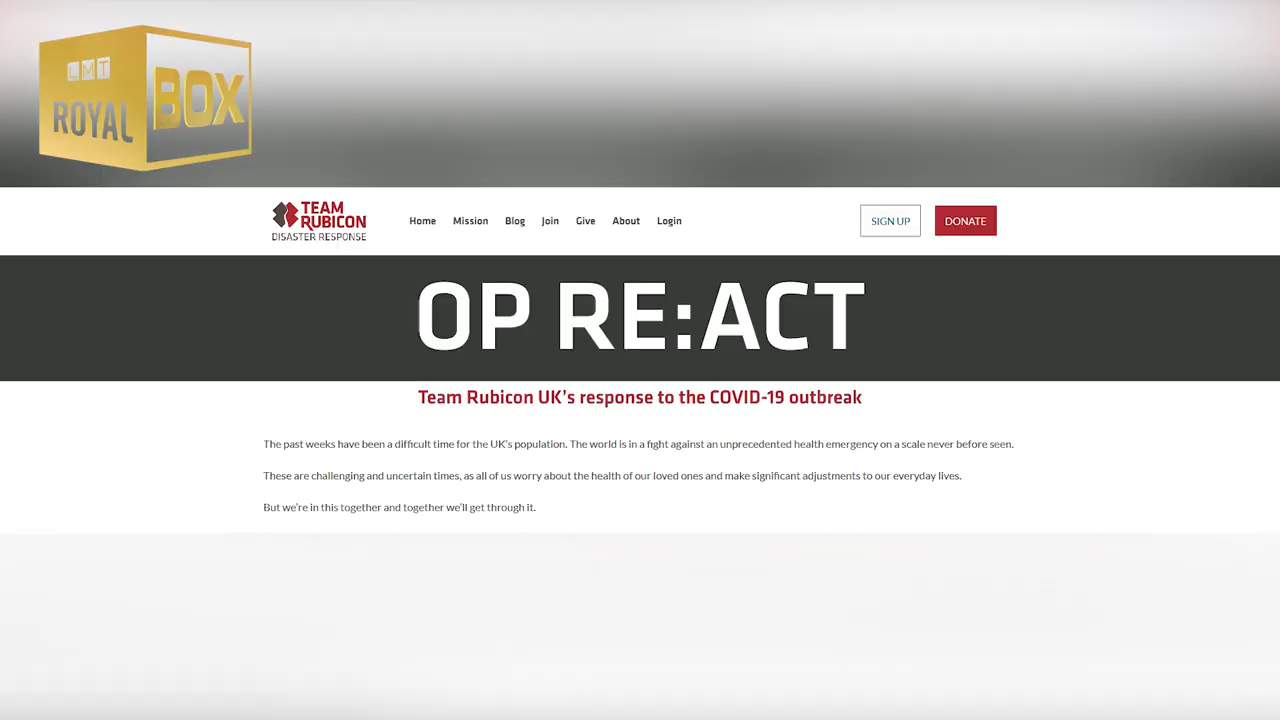 LMT
ROYAL
BOX
TEAM
RUBICON
DISASTER RESPONSE
Home Mission Blog Join Give About Login
SIGN UP DONATE
OP RE:ACT
Team Rubicon UK’s response to the COVID-19 outbreak
The past weeks have been a difficult time for the UK’s population. The world is in a fight against an unprecedented health emergency on a scale never before seen.
These are challenging and uncertain times, as all of us worry about the health of our loved ones and make significant adjustments to our everyday lives.
But we’re in this together and together we’ll get through it.